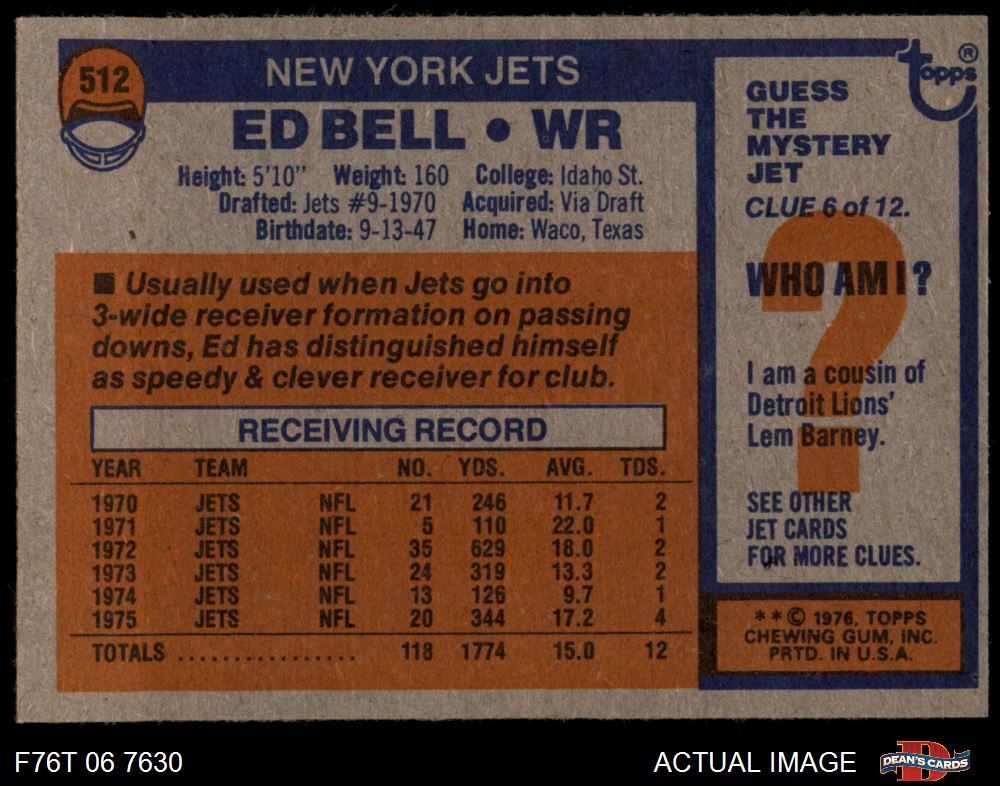 512
NEW YORK JETS
ED BELL • WR
Height: 5'10" Weight: 160 College: Idaho St.
Drafted: Jets #9-1970 Acquired: Via Draft
Birthdate: 9-13-47 Home: Waco, Texas
■ Usually used when Jets go into
3-wide receiver formation on passing
downs, Ed has distinguished himself
as speedy & clever receiver for club.
RECEIVING RECORD
YEAR TEAM NO. YDS. AVG. TDS.
1970 JETS NFL 21 246 11.7 2
1971 JETS NFL 5 110 22.0 1
1972 JETS NFL 35 629 18.0 2
1973 JETS NFL 24 319 13.3 2
1974 JETS NFL 13 126 9.7 1
1975 JETS NFL 20 344 17.2 4
TOTALS ................ 118 1774 15.0 12
Topps®
GUESS
THE
MYSTERY
JET
CLUE 6 of 12.
?
WHO AM I?
I am a cousin of
Detroit Lions'
Lem Barney.
SEE OTHER
JET CARDS
FOR MORE CLUES.
**© 1976, TOPPS
CHEWING GUM, INC.
PRTD. IN U.S.A.
F76T 06 7630
ACTUAL IMAGE
D
DEAN'S CARDS